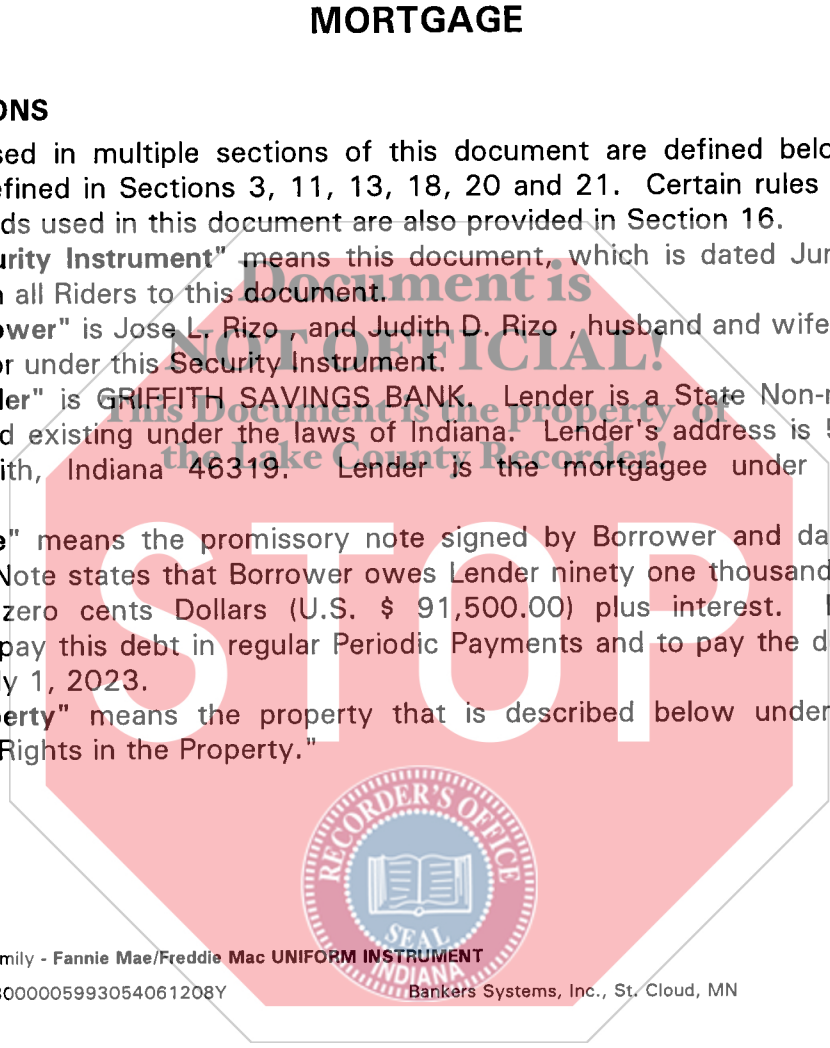 MORTGAGE
ONS
sed in multiple sections of this document are defined belo
efined in Sections 3, 11, 13, 18, 20 and 21. Certain rules
ds used in this document are also provided in Section 16.
urity Instrument" means this document, which is dated Jun
all Riders to this document.
Document is
ower" is Jose L. Rizo , and Judith D. Rizo , husband and wife
NOT OFFICIAL!
or under this Security Instrument.
der" is GRIFFITH SAVINGS BANK. Lender is a State Non-m
This Document is the property of
d existing under the laws of Indiana. Lender's address is 5
the Lake County Recorder!
ith, Indiana 46319. Lender is the mortgagee under
e" means the promissory note signed by Borrower and da
Note states that Borrower owes Lender ninety one thousand
zero cents Dollars (U.S. $ 91,500.00) plus interest.
pay this debt in regular Periodic Payments and to pay the d
y 1, 2023.
STOP
perty" means the property that is described below under
Rights in the Property."
RECORDER'S OFFICE
SEAL
INDIANA
mily - Fannie Mae/Freddie Mac UNIFORM INSTRUMENT
8000005993054061208Y Bankers Systems, Inc., St. Cloud, MN